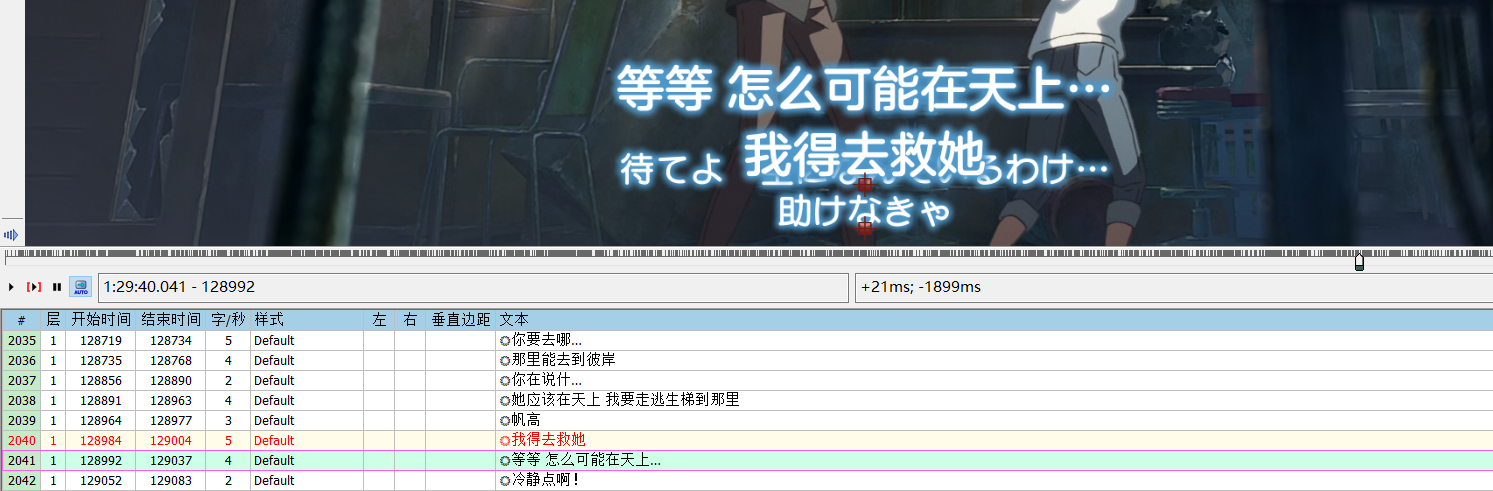 等等 怎么可能在天上…
我得去救她
待てよ るわけ…
助けなきゃ
AUTO
1:29:40.041 - 128992
+21ms; -1899ms
# 层 开始时间 结束时间 字/秒 样式 左 右 垂直边距 文本
2035 1 128719 128734 5 Default 你要去哪...
2036 1 128735 128768 4 Default 那里能去到彼岸
2037 1 128856 128890 2 Default 你在说什...
2038 1 128891 128963 4 Default 她应该在天上 我要走逃生梯到那里
2039 1 128964 128977 3 Default 帆高
2040 1 128984 129004 5 Default 我得去救她
2041 1 128992 129037 4 Default 等等 怎么可能在天上...
2042 1 129052 129083 2 Default 冷静点啊！